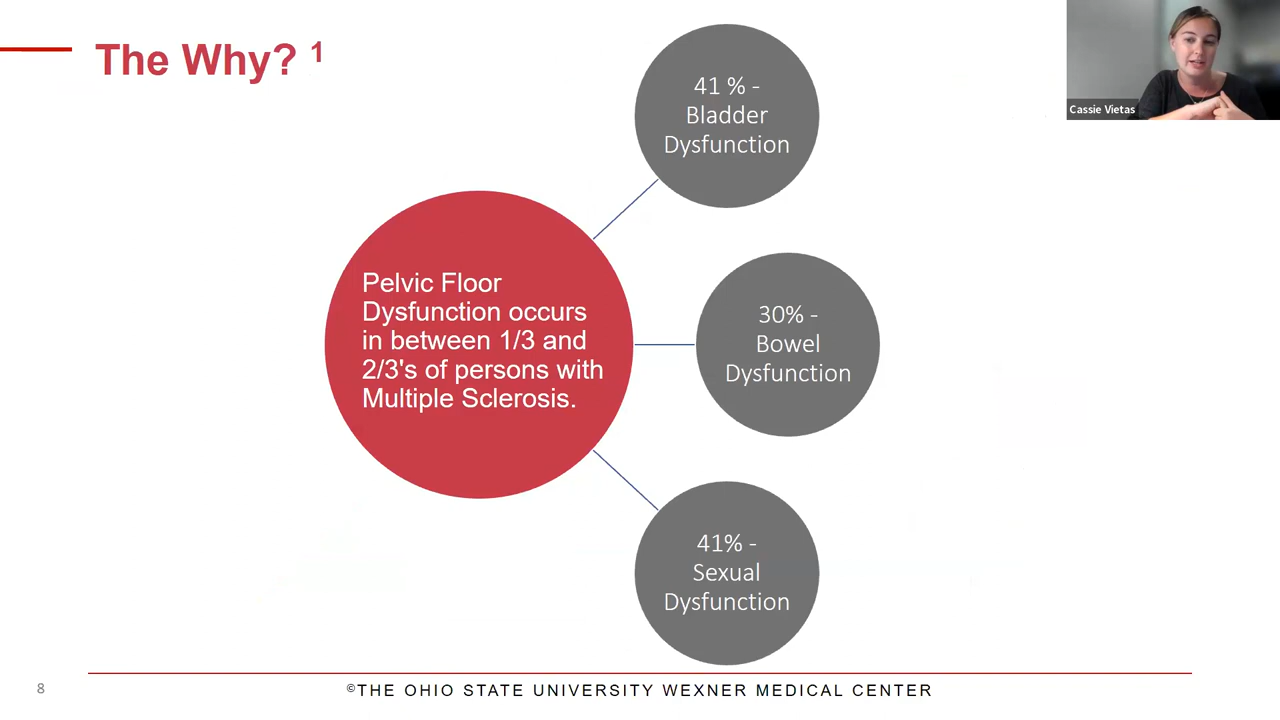 The Why? 1
Cassie Vietas
41 % -
Bladder
Dysfunction
Pelvic Floor
Dysfunction occurs
in between 1/3 and
2/3's of persons with
Multiple Sclerosis.
30% -
Bowel
Dysfunction
41% -
Sexual
Dysfunction
8
©THE OHIO STATE UNIVERSITY WEXNER MEDICAL CENTER